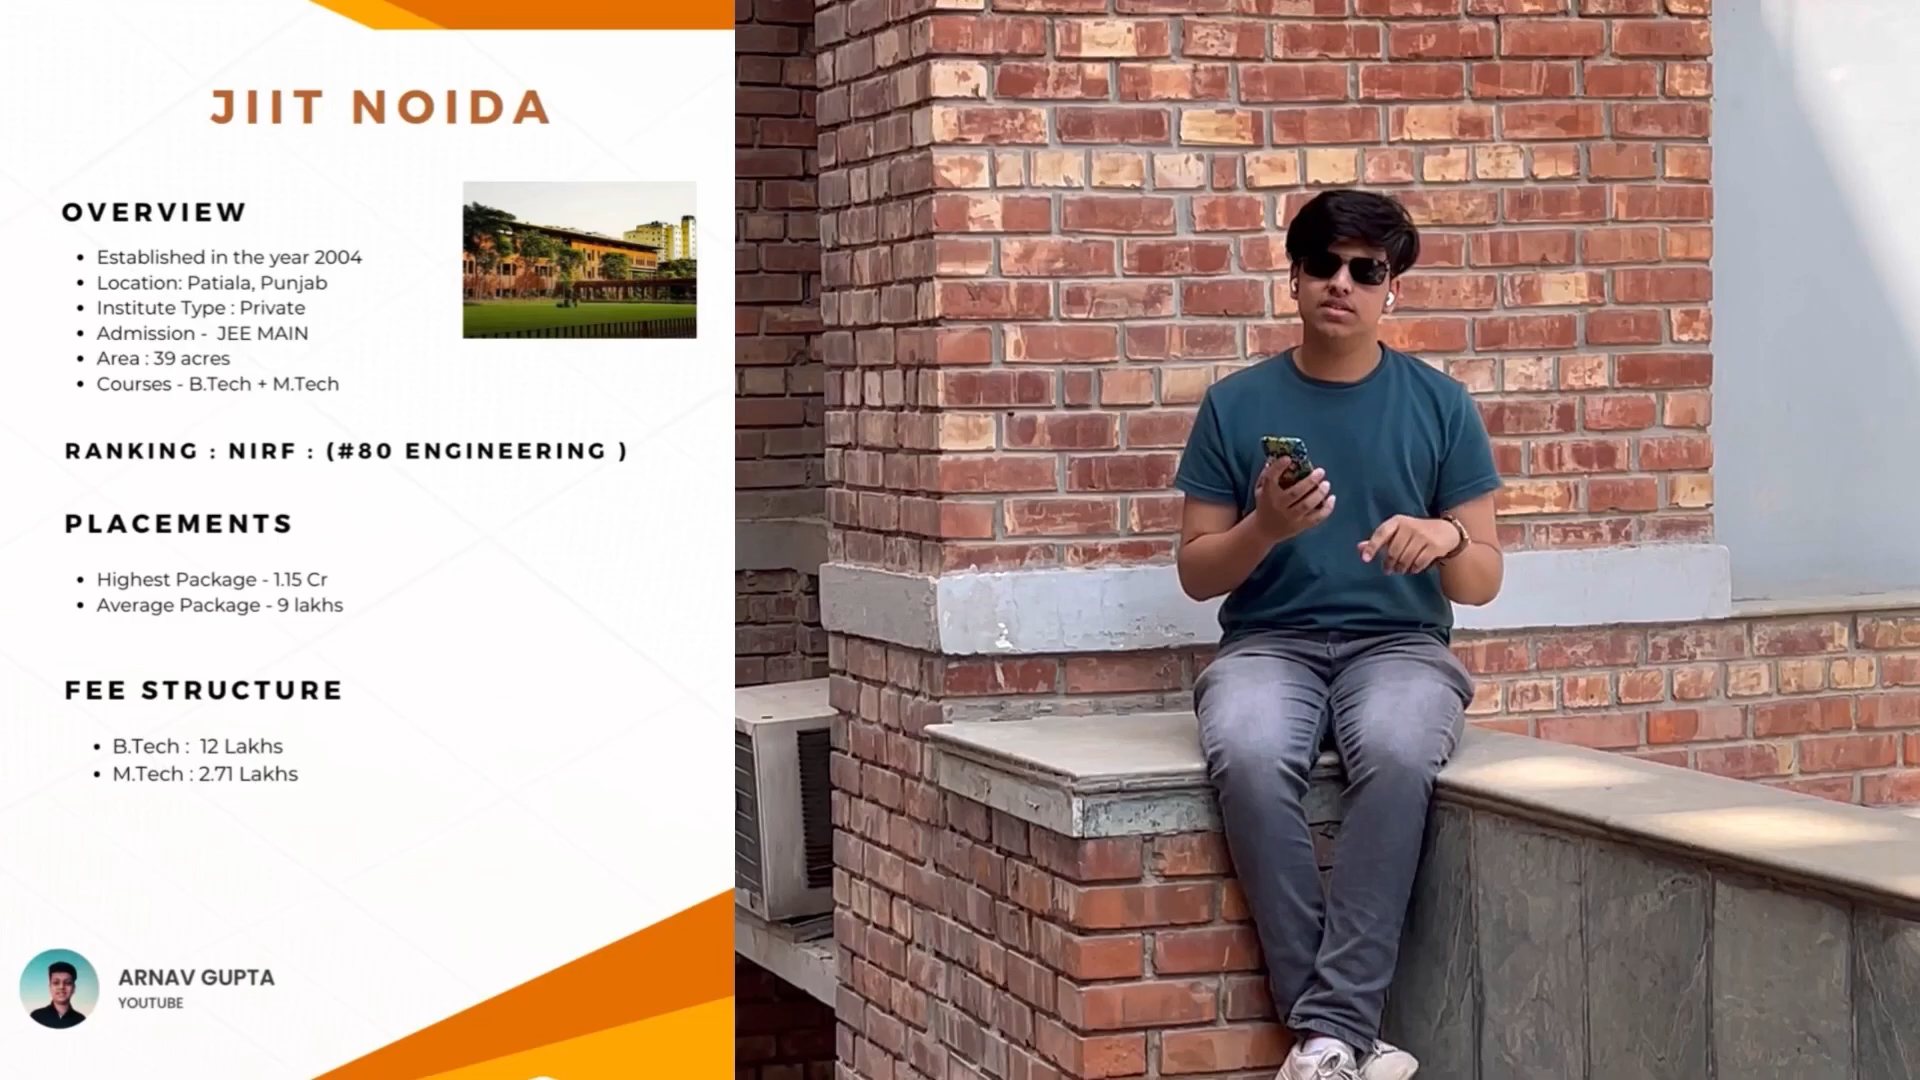 JIIT NOIDA
OVERVIEW
• Established in the year 2004
• Location: Patiala, Punjab
• Institute Type : Private
• Admission -  JEE MAIN
• Area : 39 acres
• Courses - B.Tech + M.Tech
RANKING : NIRF : (#80 ENGINEERING )
PLACEMENTS
• Highest Package - 1.15 Cr
• Average Package - 9 lakhs
FEE STRUCTURE
• B.Tech :  12 Lakhs
• M.Tech : 2.71 Lakhs
ARNAV GUPTA
YOUTUBE